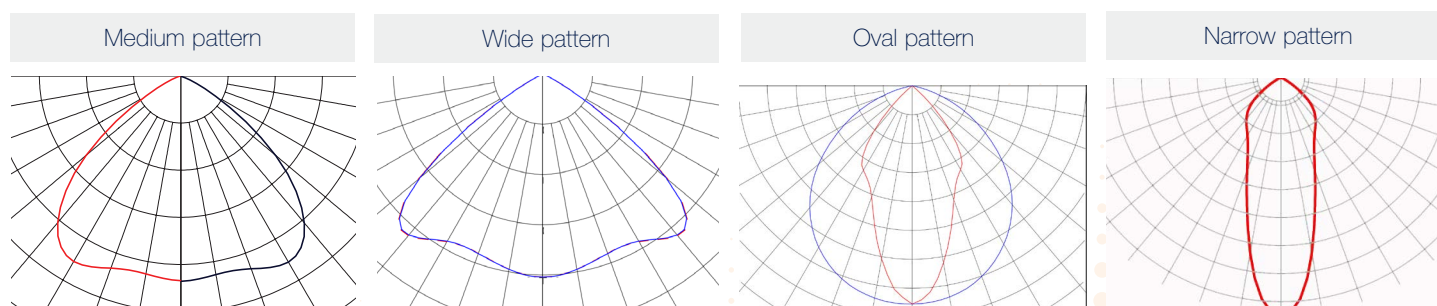 Medium pattern
Wide pattern
Oval pattern
Narrow pattern